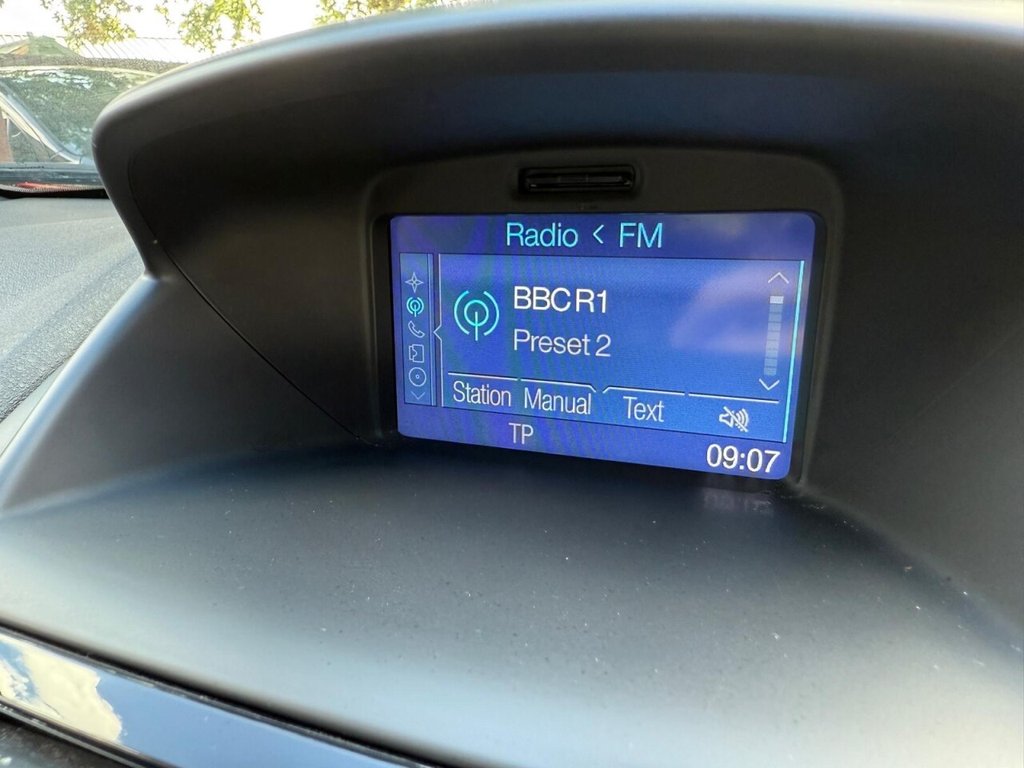 Radio < FM
BBC R1
Preset 2
Station Manual Text
TP
09:07